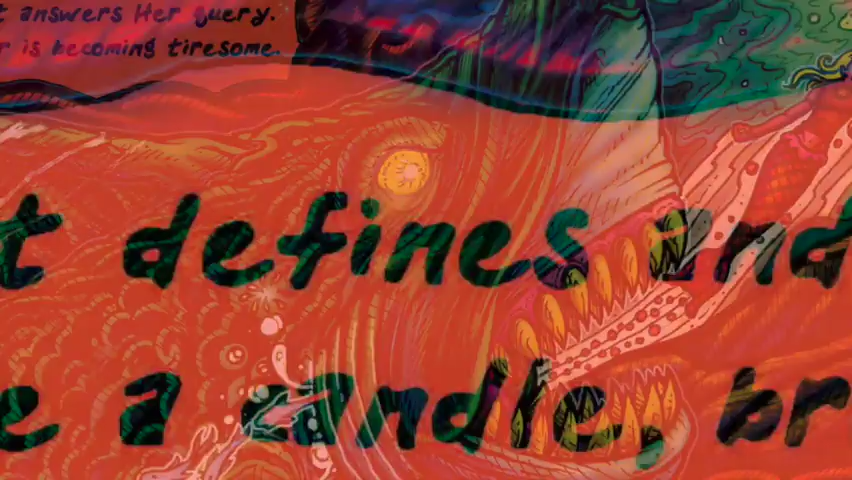 t answers Her query.
r is becoming tiresome.
t defines and
e a candle, br